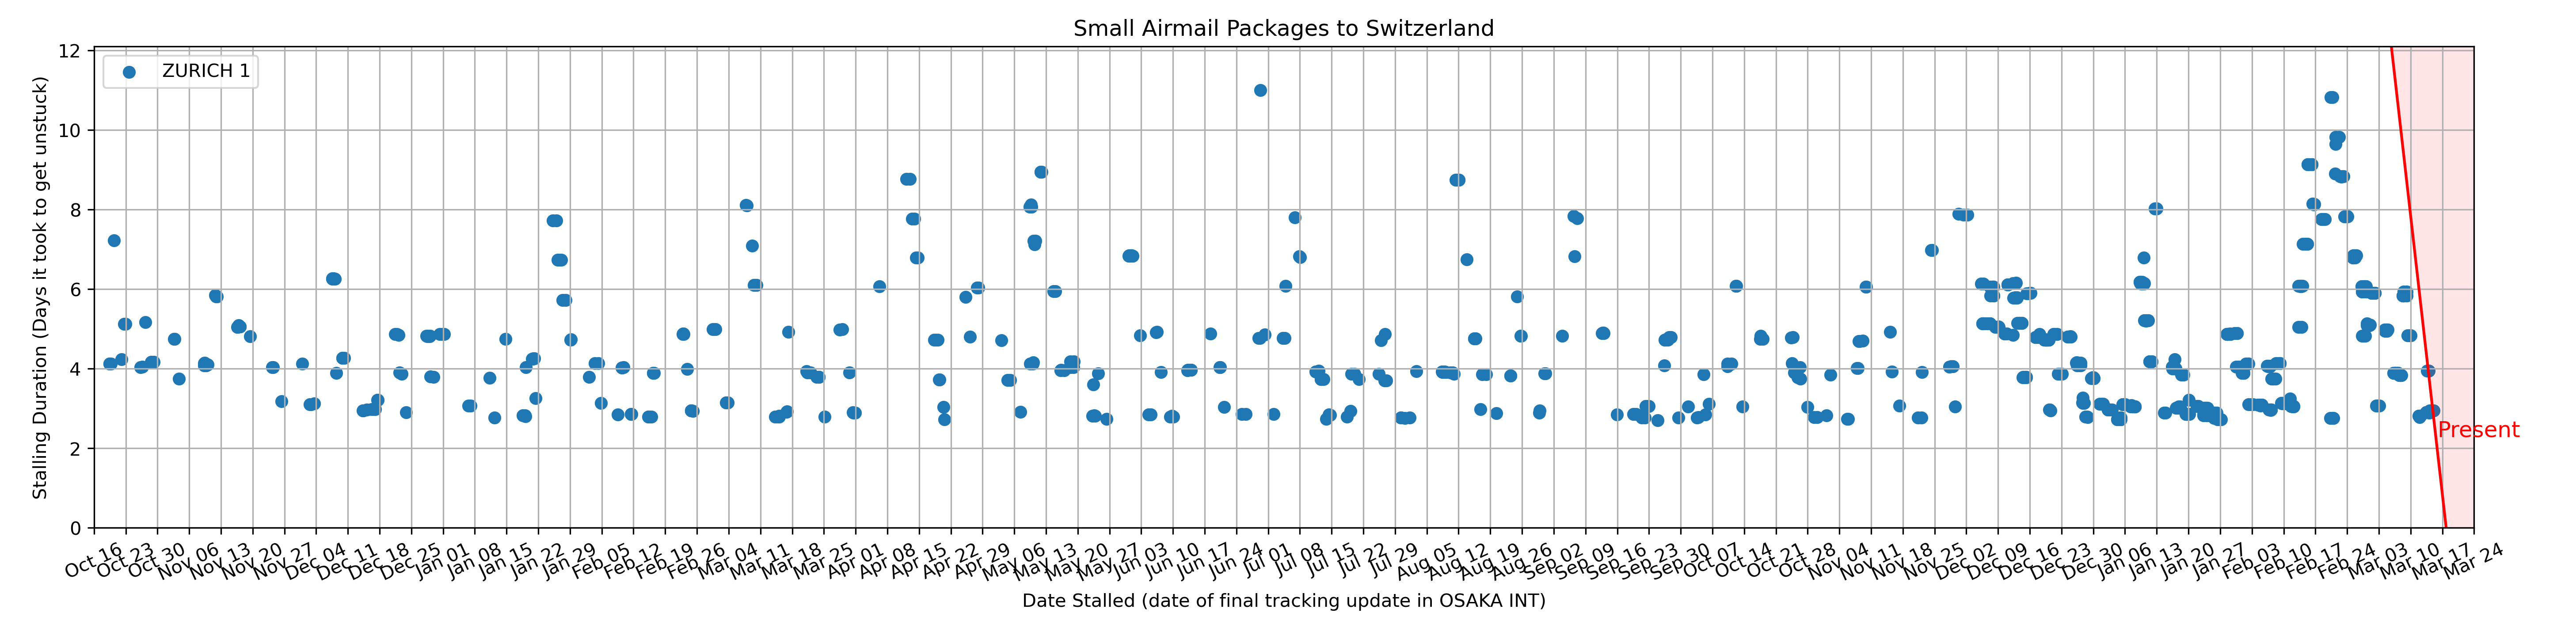 Small Airmail Packages to Switzerland
ZURICH 1
Stalling Duration (Days it took to get unstuck)
12
10
8
6
4
2
0
Present
Oct 16 Oct 23 Oct 30 Nov 06 Nov 13 Nov 20 Nov 27 Dec 04 Dec 11 Dec 18 Dec 25 Jan 01 Jan 08 Jan 15 Jan 22 Jan 29 Feb 05 Feb 12 Feb 19 Feb 26 Mar 04 Mar 11 Mar 18 Mar 25 Apr 01 Apr 08 Apr 15 Apr 22 Apr 29 May 06 May 13 May 20 May 27 Jun 03 Jun 10 Jun 17 Jun 24 Jul 01 Jul 08 Jul 15 Jul 22 Jul 29 Aug 05 Aug 12 Aug 19 Aug 26 Sep 02 Sep 09 Sep 16 Sep 23 Sep 30 Oct 07 Oct 14 Oct 21 Oct 28 Nov 04 Nov 11 Nov 18 Nov 25 Dec 02 Dec 09 Dec 16 Dec 23 Dec 30 Jan 06 Jan 13 Jan 20 Jan 27 Feb 03 Feb 10 Feb 17 Feb 24 Mar 03 Mar 10 Mar 17 Mar 24
Date Stalled (date of final tracking update in OSAKA INT)